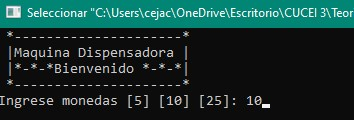 Seleccionar "C:\Users\cejac\OneDrive\Escritorio\CUCEI 3\Teor
*---------------------*
|Maquina Dispensadora |
|*-*-*Bienvenido *-*-*|
*---------------------*
Ingrese monedas [5] [10] [25]: 10